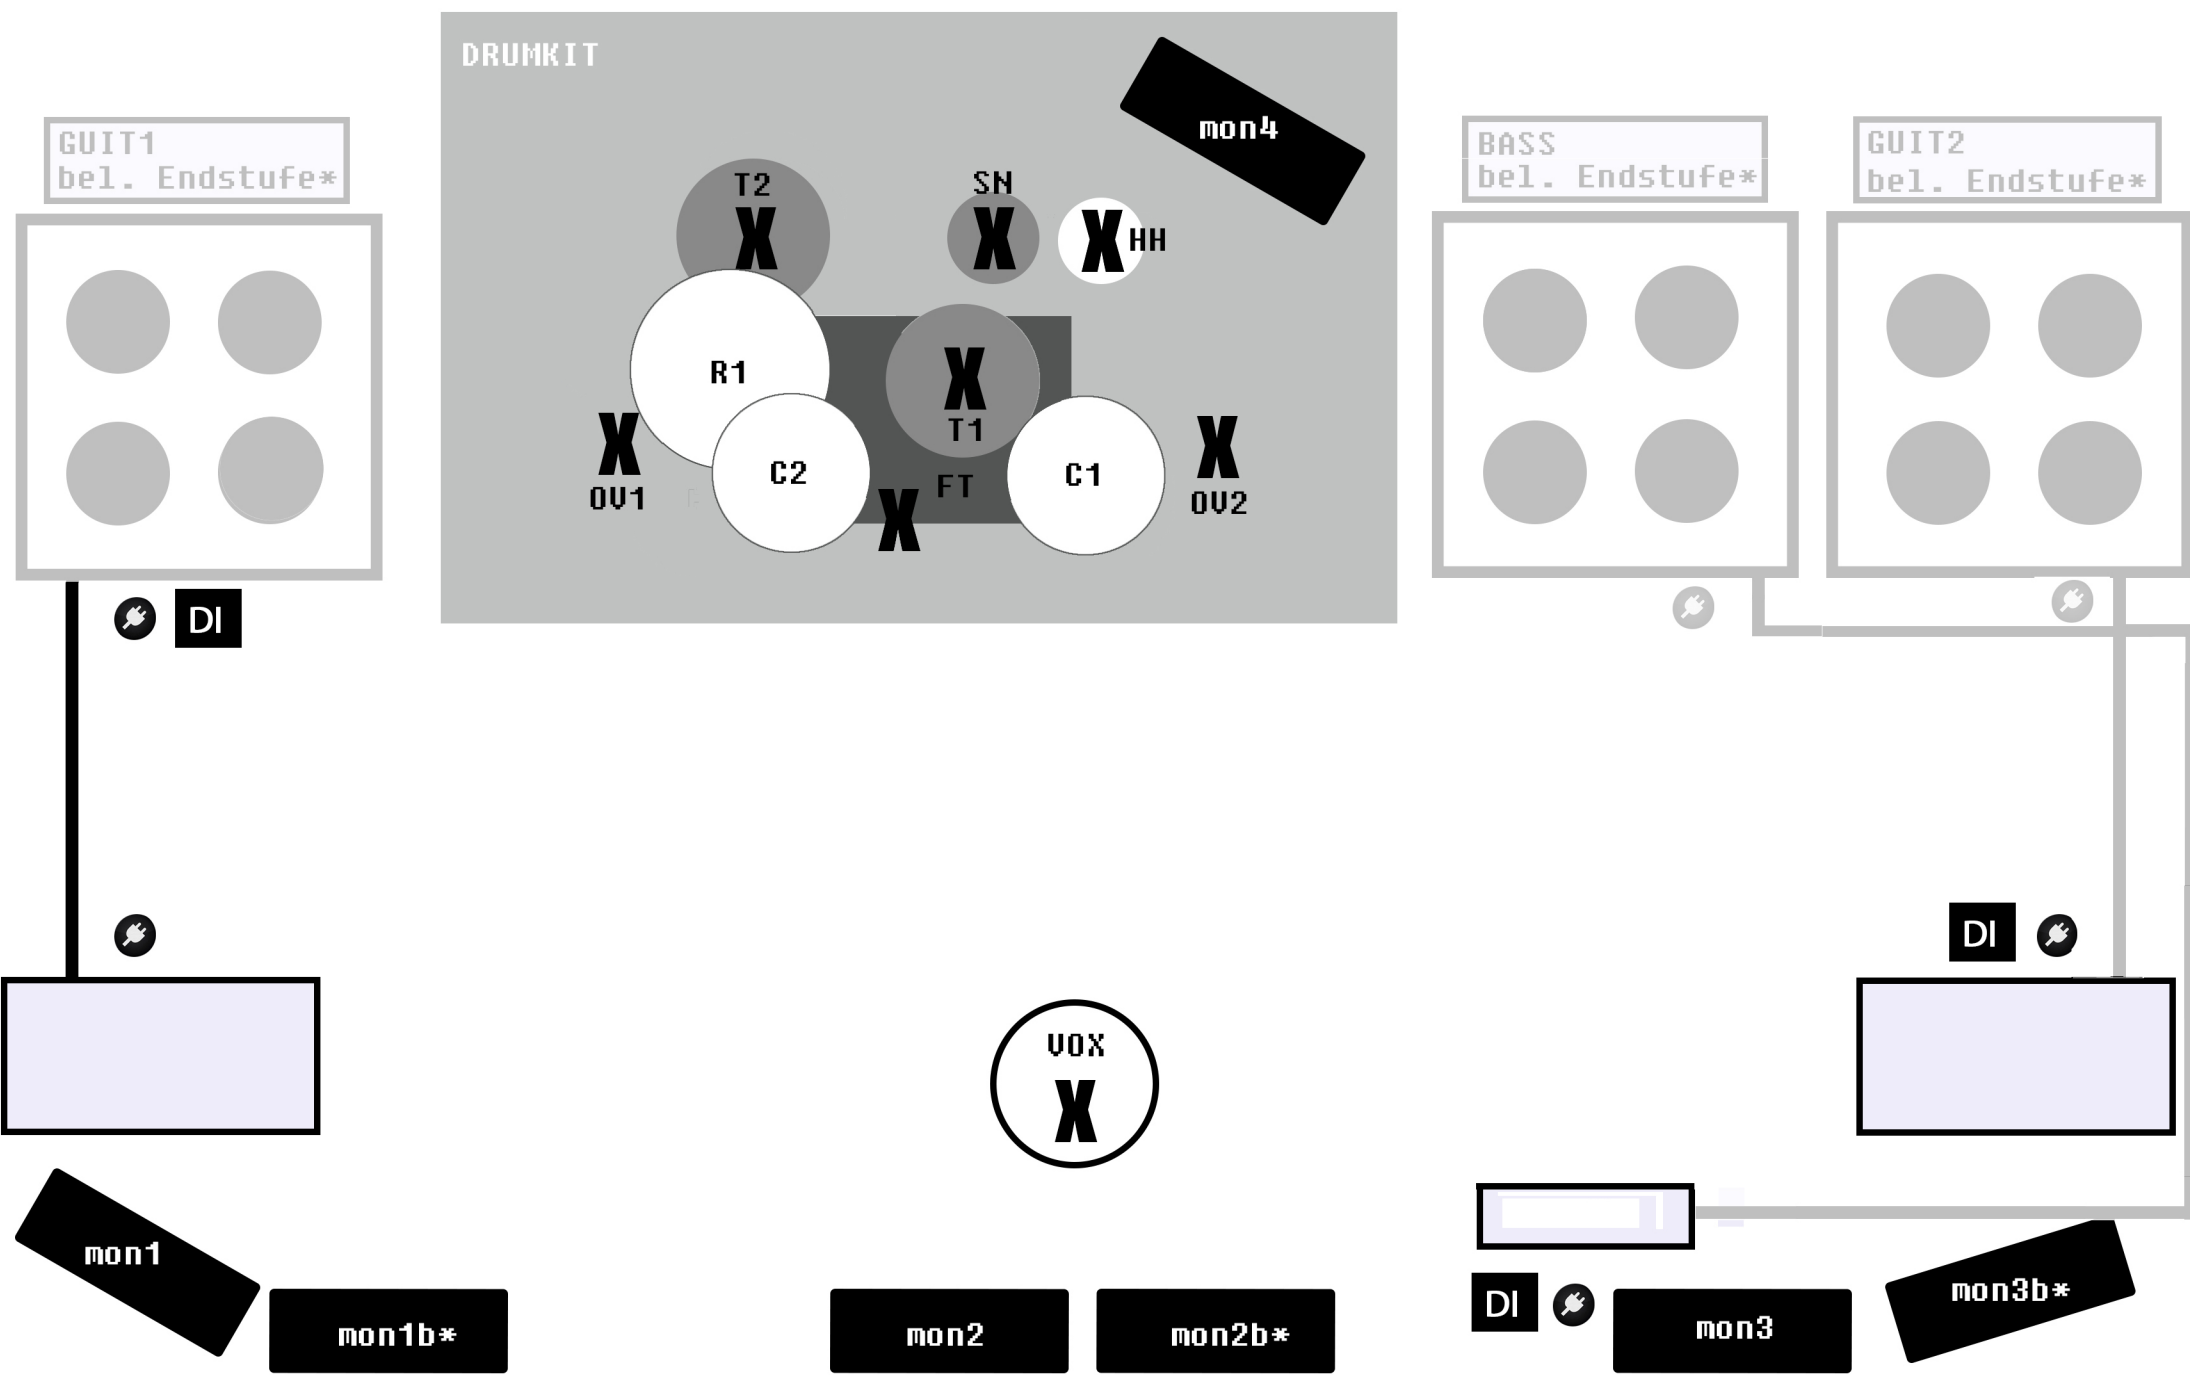 DRUMKIT
mon4
GUIT1
bel. Endstufe*
BASS
bel. Endstufe*
GUIT2
bel. Endstufe*
T2
X
SN
X
X
HH
R1
X
T1
X
OV1
C2
FT
X
C1
X
OV2
DI
DI
VOX
X
mon1
mon1b*
mon2
mon2b*
DI
mon3
mon3b*